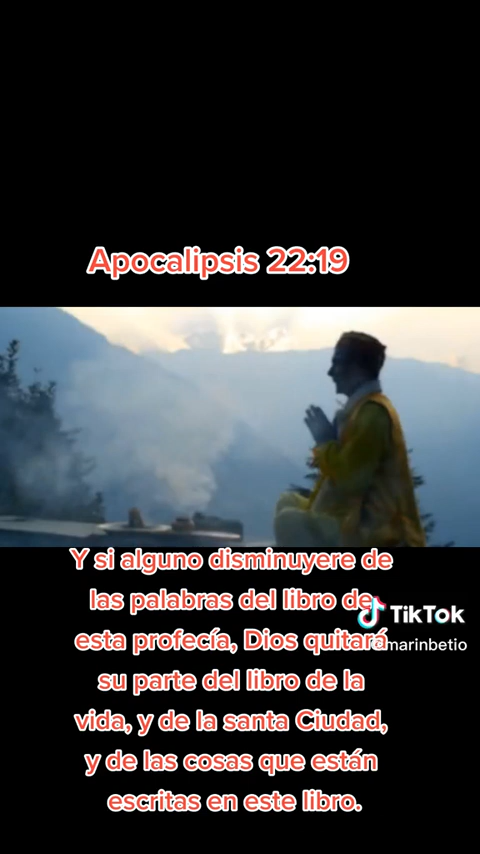 Apocalipsis 22:19
Y si alguno disminuyere de
las palabras del libro de
TikTok
esta profecía, Dios quitará
@marinbetio
su parte del libro de la
vida, y de la santa Ciudad,
y de las cosas que están
escritas en este libro.